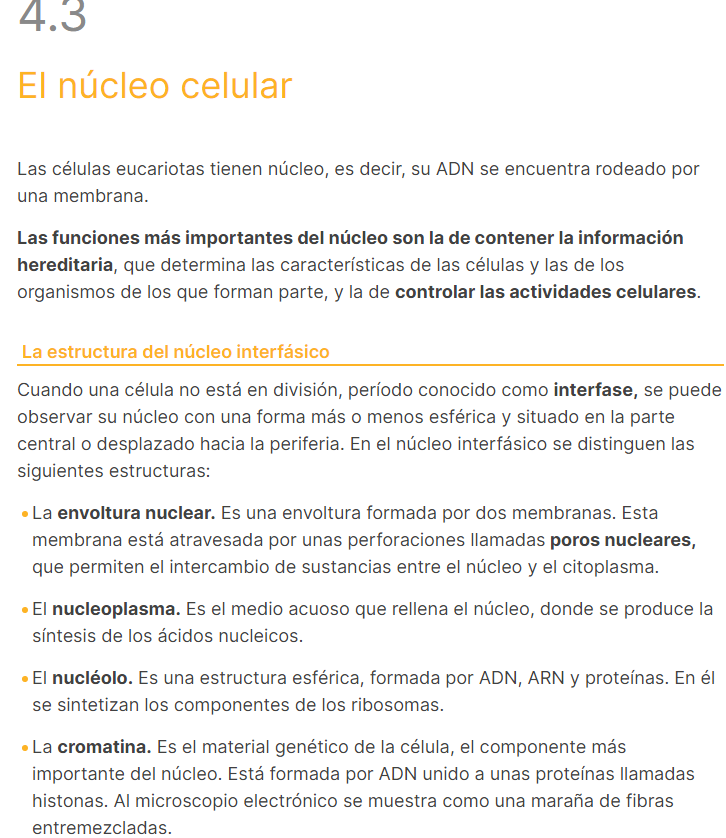 4.3
El núcleo celular
Las células eucariotas tienen núcleo, es decir, su ADN se encuentra rodeado por
una membrana.
Las funciones más importantes del núcleo son la de contener la información
hereditaria, que determina las características de las células y las de los
organismos de los que forman parte, y la de controlar las actividades celulares.
La estructura del núcleo interfásico
Cuando una célula no está en división, período conocido como interfase, se puede
observar su núcleo con una forma más o menos esférica y situado en la parte
central o desplazado hacia la periferia. En el núcleo interfásico se distinguen las
siguientes estructuras:
• La envoltura nuclear. Es una envoltura formada por dos membranas. Esta
membrana está atravesada por unas perforaciones llamadas poros nucleares,
que permiten el intercambio de sustancias entre el núcleo y el citoplasma.
• El nucleoplasma. Es el medio acuoso que rellena el núcleo, donde se produce la
síntesis de los ácidos nucleicos.
• El nucléolo. Es una estructura esférica, formada por ADN, ARN y proteínas. En él
se sintetizan los componentes de los ribosomas.
• La cromatina. Es el material genético de la célula, el componente más
importante del núcleo. Está formada por ADN unido a unas proteínas llamadas
histonas. Al microscopio electrónico se muestra como una maraña de fibras
entremezcladas.